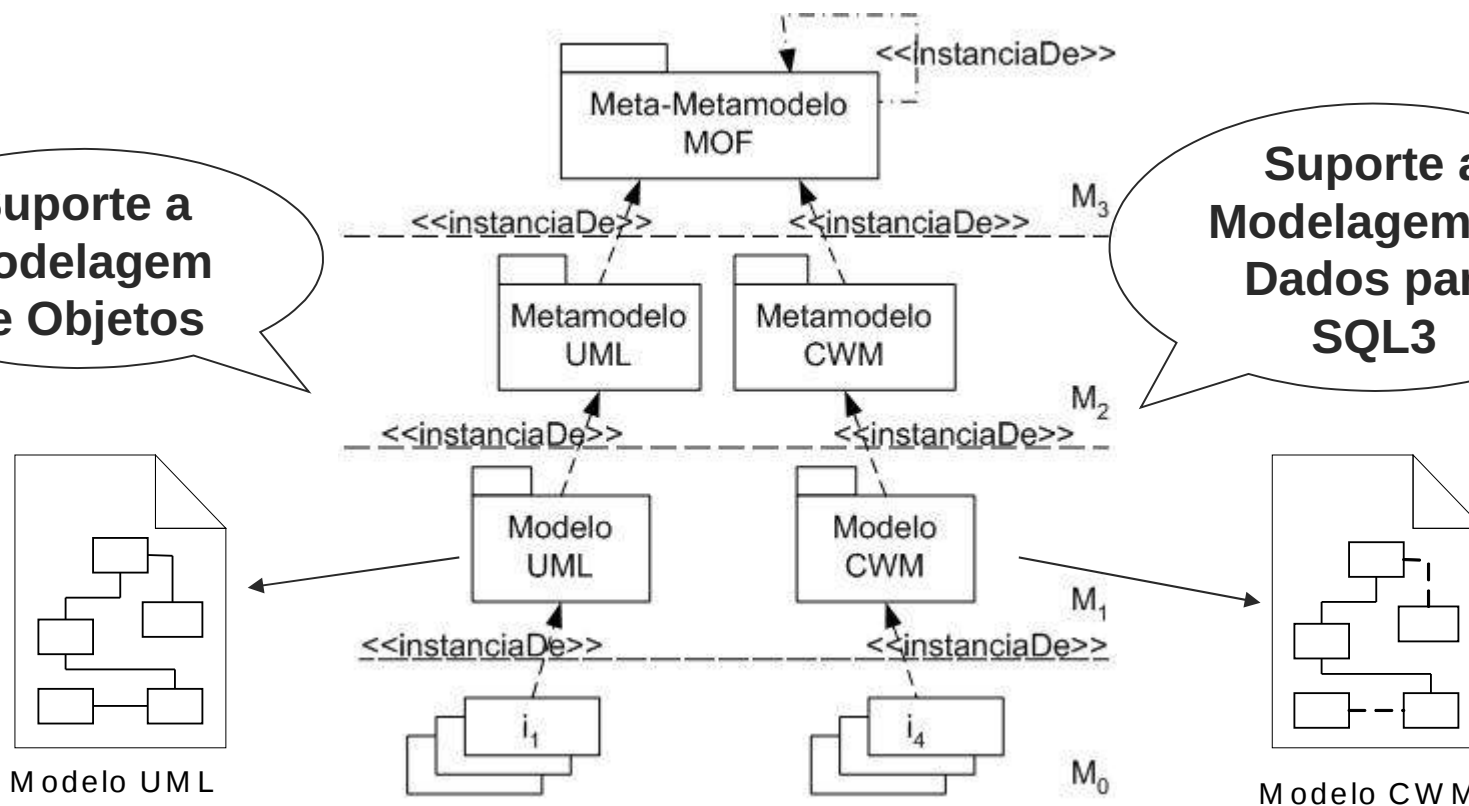 <<instanciaDe>>
Meta-Metamodelo
MOF
uporte a
odelagem
e Objetos
Suporte a
Modelagem
Dados par
SQL3
M3
<<instanciaDe>>
<<instanciaDe>>
Metamodelo
UML
Metamodelo
CWM
M2
<<instanciaDe>>
<<instanciaDe>>
Modelo
UML
Modelo
CWM
M1
<<instanciaDe>>
<<instanciaDe>>
i1
i4
M0
Modelo UML
Modelo CWM